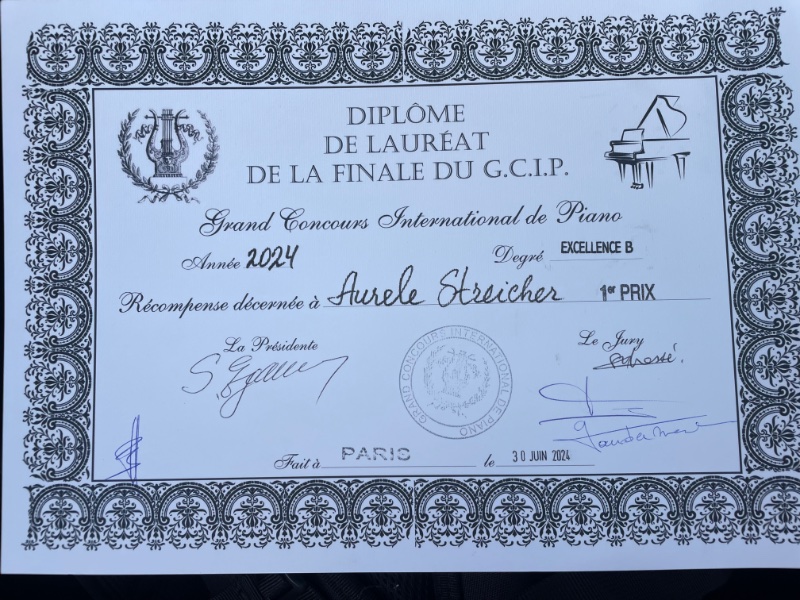 DIPLÔME
DE LAURÉAT
DE LA FINALE DU G.C.I.P.
Grand Concours International de Piano
Année 2024 Degré EXCELLENCE B
Récompense décernée à Aurele Streicher 1er PRIX
La Présidente Le Jury
GRAND CONCOURS INTERNATIONAL DE PIANO
Fait à PARIS le 30 JUIN 2024